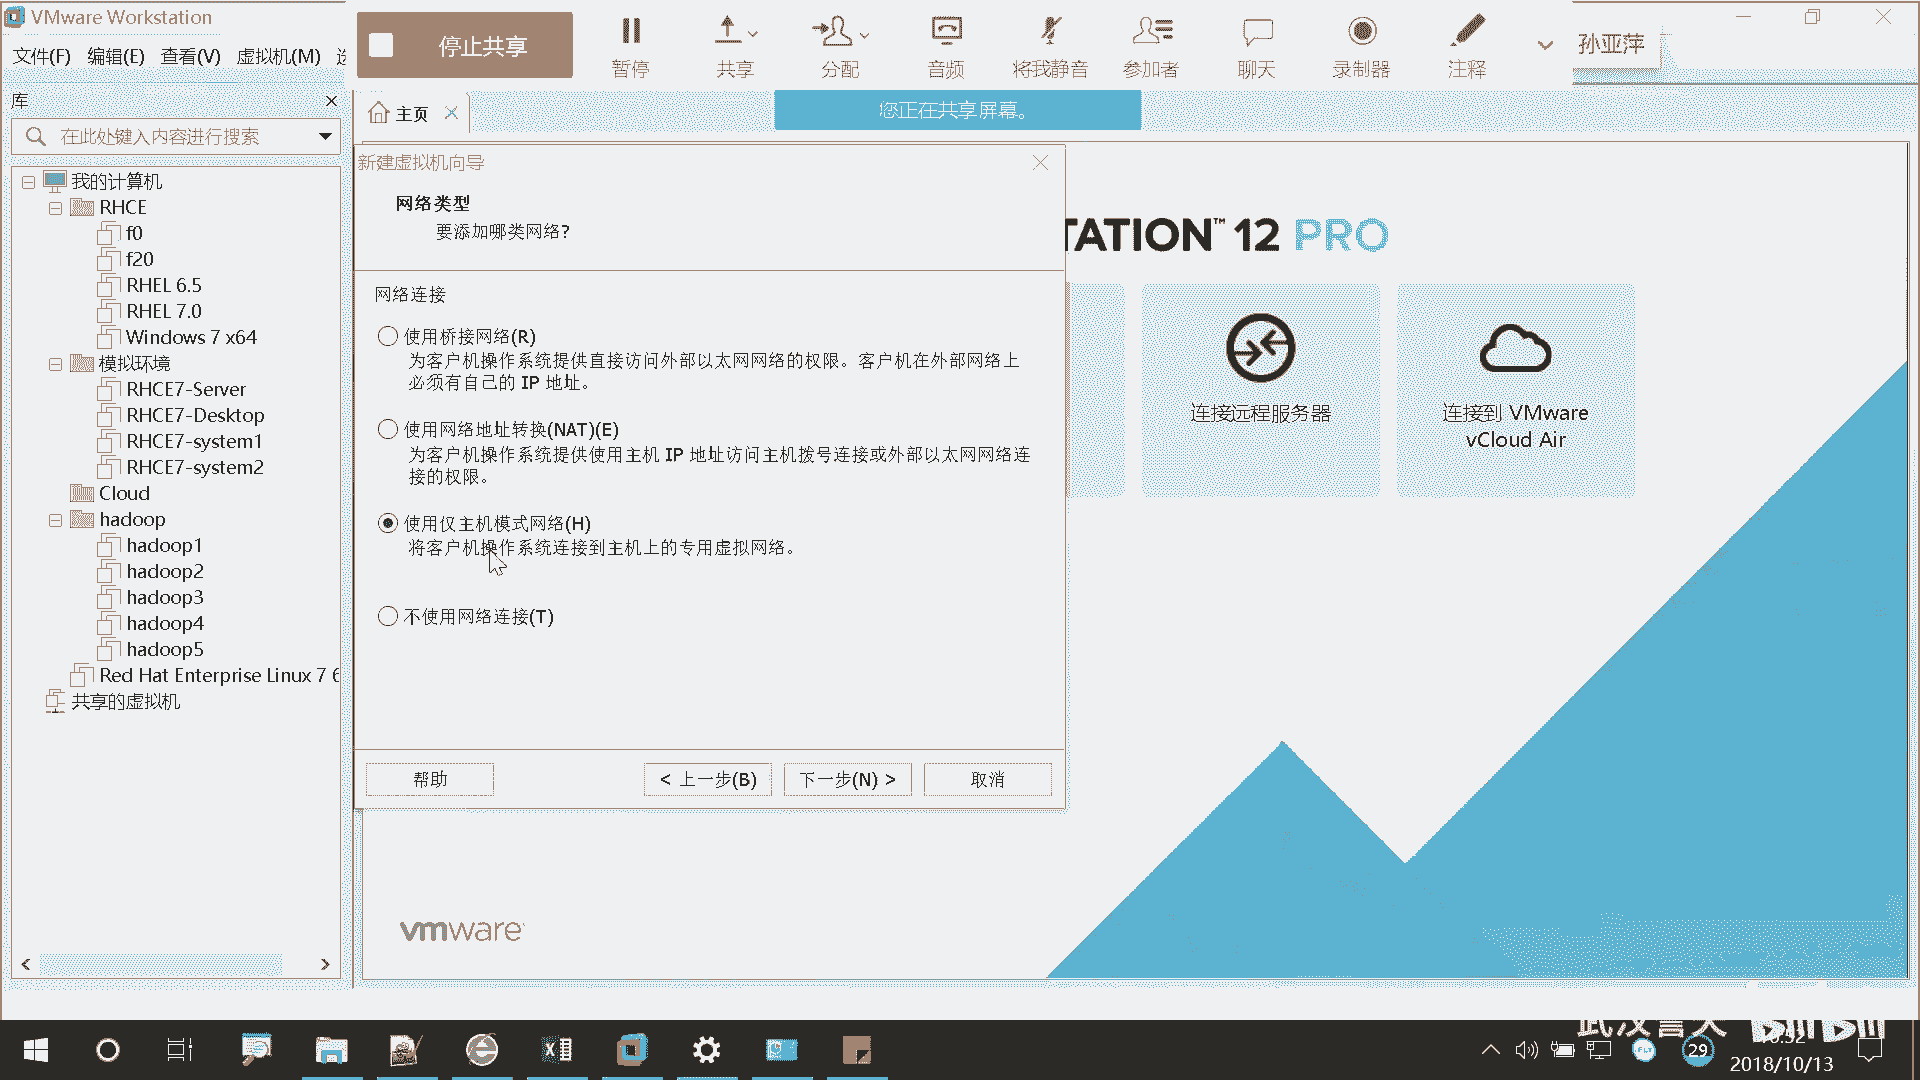 VMware Workstation
停止共享
暂停
共享
分配
音频
将我静音
参加者
聊天
录制器
注释
孙亚萍
文件(F) 编辑(E) 查看(V) 虚拟机(M)
您正在共享屏幕。
库
主页
在此处键入内容进行搜索
我的计算机
RHCE
f0
f20
RHEL 6.5
RHEL 7.0
Windows 7 x64
模拟环境
RHCE7-Server
RHCE7-Desktop
RHCE7-system1
RHCE7-system2
Cloud
hadoop
hadoop1
hadoop2
hadoop3
hadoop4
hadoop5
Red Hat Enterprise Linux 7 6
共享的虚拟机
新建虚拟机向导
网络类型
要添加哪类网络?
网络连接
使用桥接网络(R)
为客户机操作系统提供直接访问外部以太网网络的权限。客户机在外部网络上
必须有自己的 IP 地址。
使用网络地址转换(NAT)(E)
为客户机操作系统提供使用主机 IP 地址访问主机拨号连接或外部以太网网络连
接的权限。
使用仅主机模式网络(H)
将客户机操作系统连接到主机上的专用虚拟网络。
不使用网络连接(T)
帮助
< 上一步(B)
下一步(N) >
取消
TATION™ 12 PRO
连接远程服务器
连接到 VMware
vCloud Air
vmware
29
2018/10/13